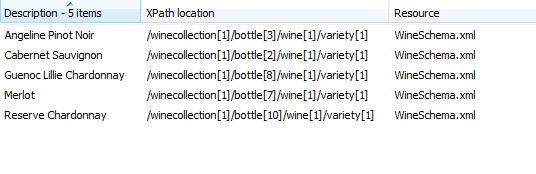 Description - 5 items XPath location Resource
Angeline Pinot Noir /winecollection[1]/bottle[3]/wine[1]/variety[1] WineSchema.xml
Cabernet Sauvignon /winecollection[1]/bottle[2]/wine[1]/variety[1] WineSchema.xml
Guenoc Lillie Chardonnay /winecollection[1]/bottle[8]/wine[1]/variety[1] WineSchema.xml
Merlot /winecollection[1]/bottle[7]/wine[1]/variety[1] WineSchema.xml
Reserve Chardonnay /winecollection[1]/bottle[10]/wine[1]/variety[1] WineSchema.xml